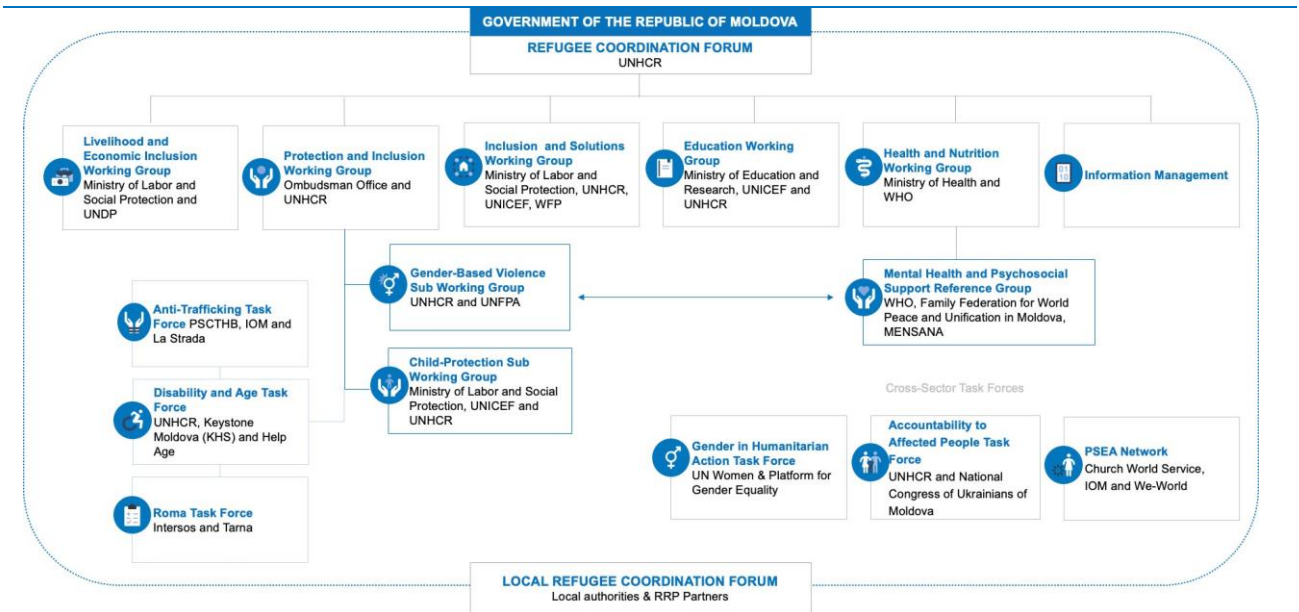 GOVERNMENT OF THE REPUBLIC OF MOLDOVA
REFUGEE COORDINATION FORUM
UNHCR
Livelihood and
Economic Inclusion
Working Group
Ministry of Labor and
Social Protection and
UNDP
Protection and Inclusion
Working Group
Ombudsman Office and
UNHCR
Inclusion and Solutions
Working Group
Ministry of Labor and
Social Protection, UNHCR,
UNICEF, WFP
Education Working
Group
Ministry of Education and
Research, UNICEF and
UNHCR
Health and Nutrition
Working Group
Ministry of Health and
WHO
01
10
Information Management
Gender-Based Violence
Sub Working Group
UNHCR and UNFPA
Mental Health and Psychosocial
Support Reference Group
WHO, Family Federation for World
Peace and Unification in Moldova,
MENSANA
Anti-Trafficking Task
Force PSCTHB, IOM and
La Strada
Child-Protection Sub
Working Group
Ministry of Labor and Social
Protection, UNICEF and
UNHCR
Disability and Age Task
Force
UNHCR, Keystone
Moldova (KHS) and Help
Age
Cross-Sector Task Forces
Gender in Humanitarian
Action Task Force
UN Women & Platform for
Gender Equality
Accountability to
Affected People Task
Force
UNHCR and National
Congress of Ukrainians of
Moldova
PSEA Network
Church World Service,
IOM and We-World
Roma Task Force
Intersos and Tarna
LOCAL REFUGEE COORDINATION FORUM
Local authorities & RRP Partners